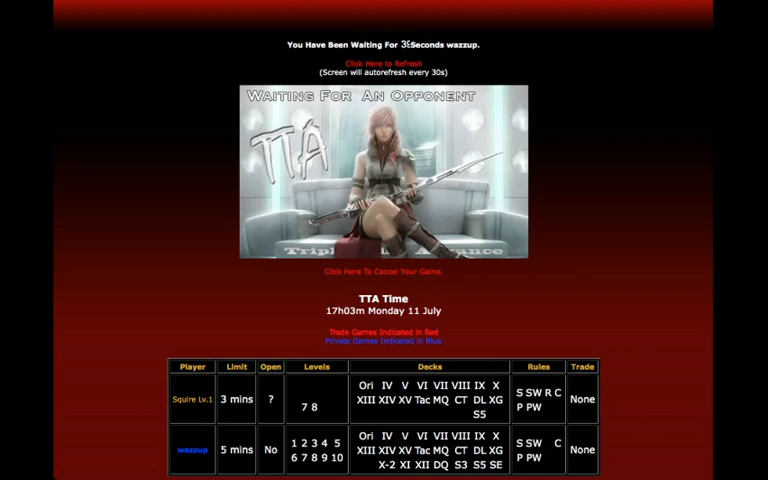 You Have Been Waiting For 39Seconds wazzup.
Click Here to Refresh
(Screen will autorefresh every 30s)
WAITING FOR AN OPPONENT
TTA
Triple Advance
Click Here To Cancel Your Game.
TTA Time
17h03m Monday 11 July
Trade Games Indicated in Red
Private Games Indicated in Blue
Player Limit Open Levels Decks Rules Trade
Ori IV V VI VII VIII IX X
Squire Lv.1 3 mins ? 7 8 XIII XIV XV Tac MQ CT DL XG S SW R C None
S5 P PW
Ori IV V VI VII VIII IX X
wazzup 5 mins No 1 2 3 4 5 XIII XIV XV Tac MQ CT DL XG S SW C None
6 7 8 9 10 X-2 XI XII DQ S3 S5 SE P PW